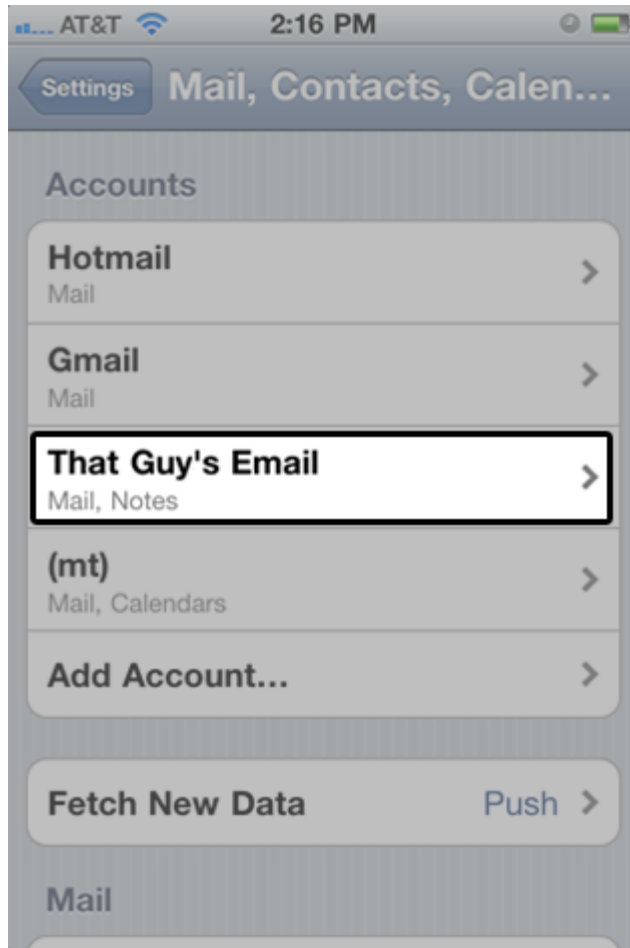 AT&T 2:16 PM
Settings Mail, Contacts, Calen...
Accounts
Hotmail
Mail
Gmail
Mail
That Guy's Email
Mail, Notes
(mt)
Mail, Calendars
Add Account...
Fetch New Data Push
Mail